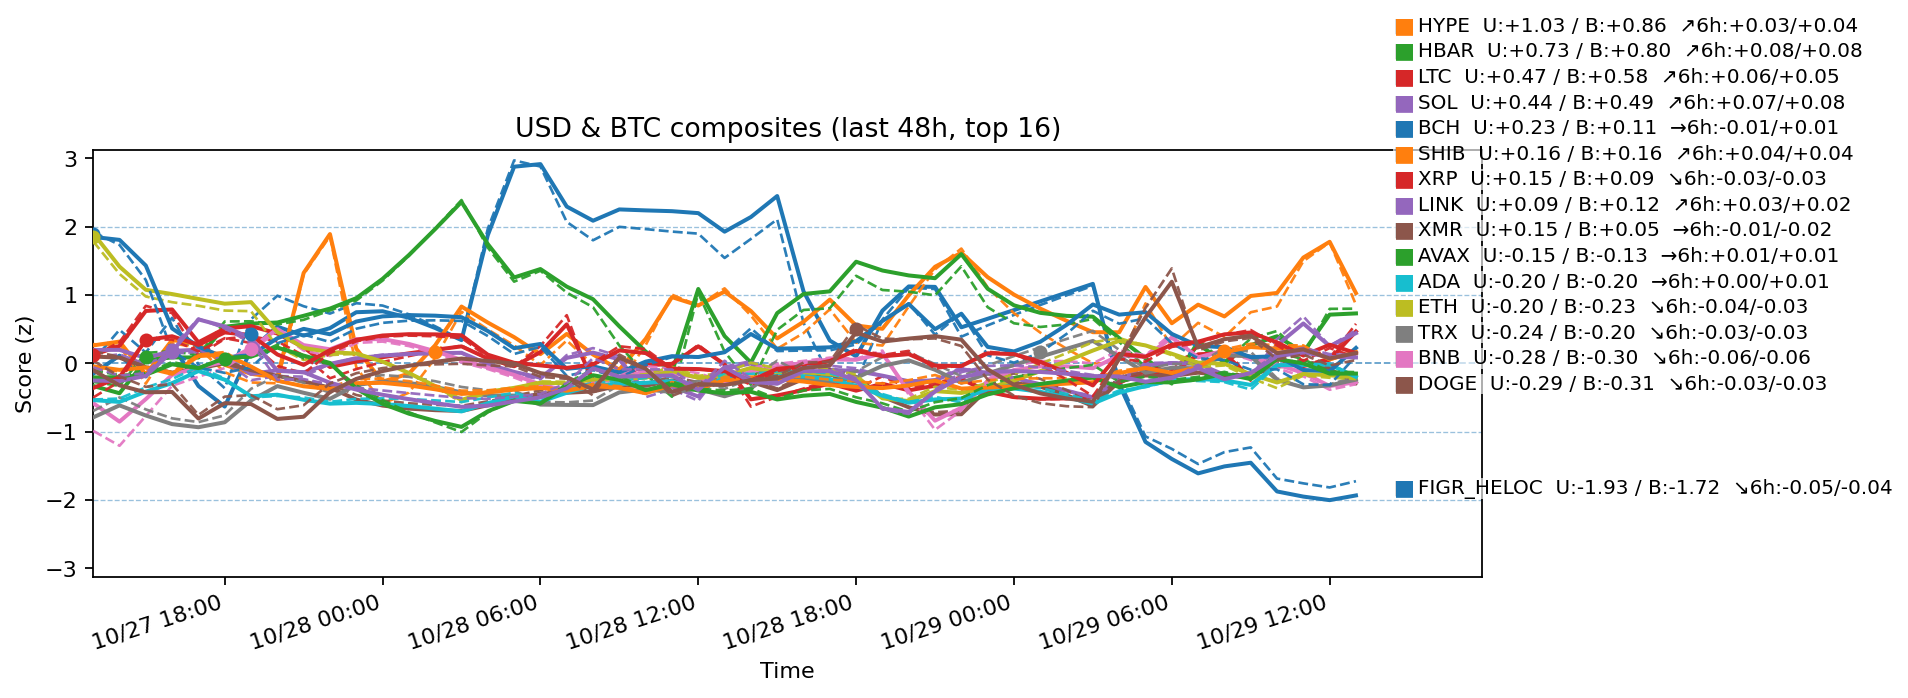 HYPE  U:+1.03 / B:+0.86  ↗6h:+0.03/+0.04
HBAR  U:+0.73 / B:+0.80  ↗6h:+0.08/+0.08
LTC  U:+0.47 / B:+0.58  ↗6h:+0.06/+0.05
SOL  U:+0.44 / B:+0.49  ↗6h:+0.07/+0.08
BCH  U:+0.23 / B:+0.11  →6h:-0.01/+0.01
SHIB  U:+0.16 / B:+0.16  ↗6h:+0.04/+0.04
XRP  U:+0.15 / B:+0.09  ↘6h:-0.03/-0.03
LINK  U:+0.09 / B:+0.12  ↗6h:+0.03/+0.02
XMR  U:+0.15 / B:+0.05  →6h:-0.01/-0.02
AVAX  U:-0.15 / B:-0.13  →6h:+0.01/+0.01
ADA  U:-0.20 / B:-0.20  →6h:+0.00/+0.01
ETH  U:-0.20 / B:-0.23  ↘6h:-0.04/-0.03
TRX  U:-0.24 / B:-0.20  ↘6h:-0.03/-0.03
BNB  U:-0.28 / B:-0.30  ↘6h:-0.06/-0.06
DOGE  U:-0.29 / B:-0.31  ↘6h:-0.03/-0.03
FIGR_HELOC  U:-1.93 / B:-1.72  ↘6h:-0.05/-0.04
USD & BTC composites (last 48h, top 16)
Score (z)
3
2
1
0
−1
−2
−3
10/27 18:00
10/28 00:00
10/28 06:00
10/28 12:00
10/28 18:00
10/29 00:00
10/29 06:00
10/29 12:00
Time